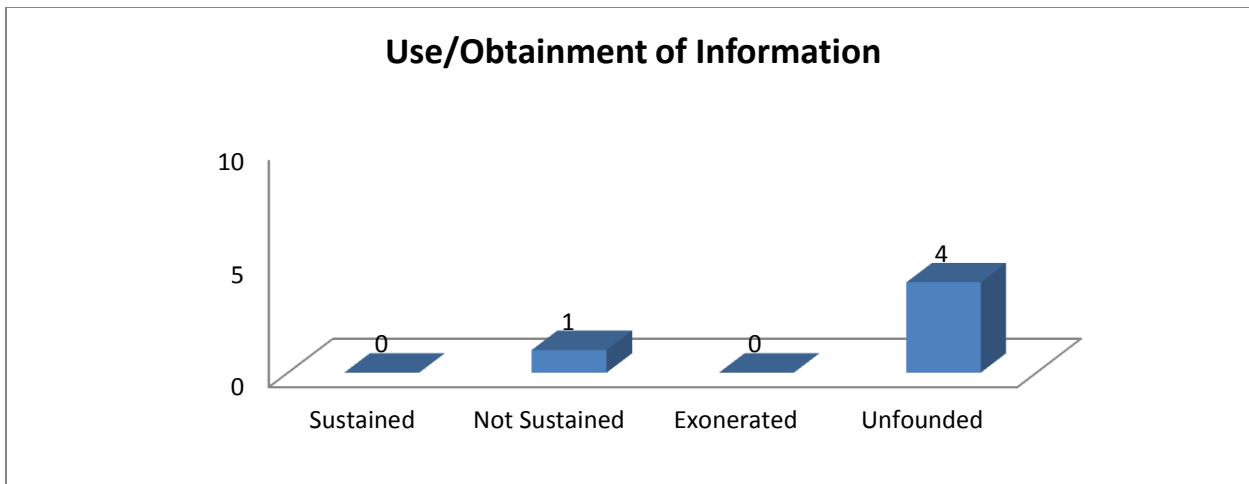 Use/Obtainment of Information
10
5
0
0
1
0
4
Sustained
Not Sustained
Exonerated
Unfounded